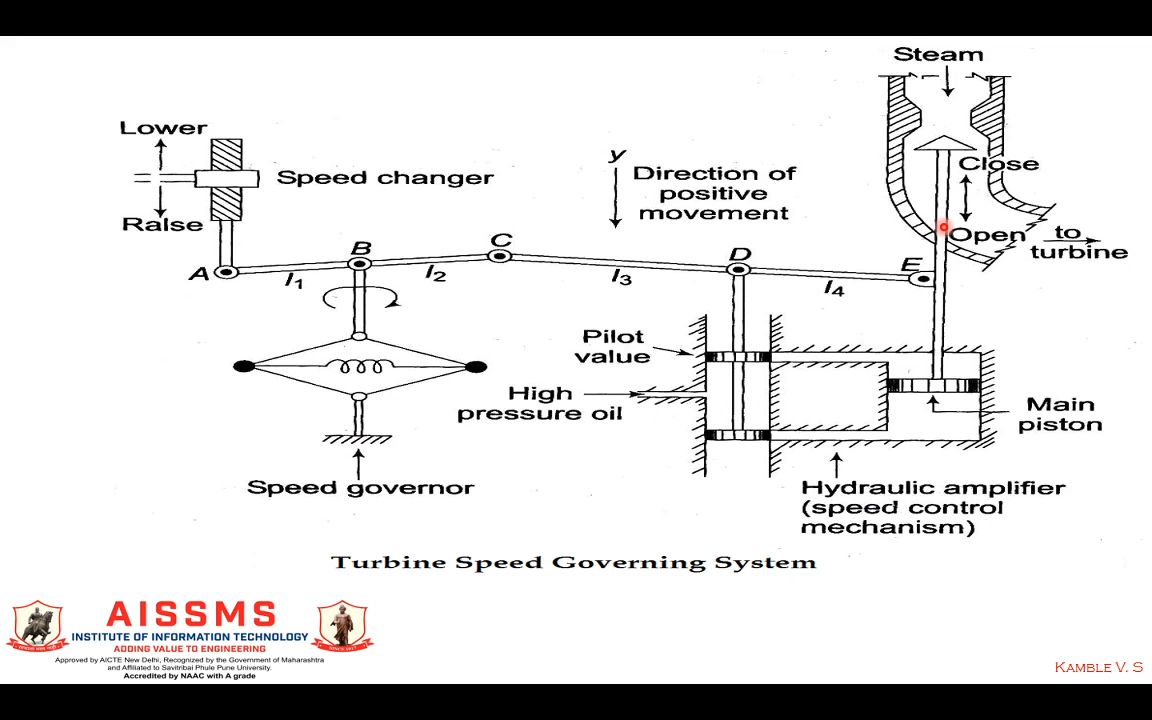 Steam
Lower
Speed changer
Raise
Close
Open
to
turbine
y
Direction of
positive
movement
A
B
C
D
E
l1
l2
l3
l4
Pilot
value
High
pressure oil
Main
piston
Speed governor
Hydraulic amplifier
(speed control
mechanism)
Turbine Speed Governing System
AISSMS
INSTITUTE OF INFORMATION TECHNOLOGY
ADDING VALUE TO ENGINEERING
Approved by AICTE New Delhi, Recognized by the Government of Maharashtra
and Affiliated to Savitribai Phule Pune University.
Accredited by NAAC with A grade
KAMBLE V. S